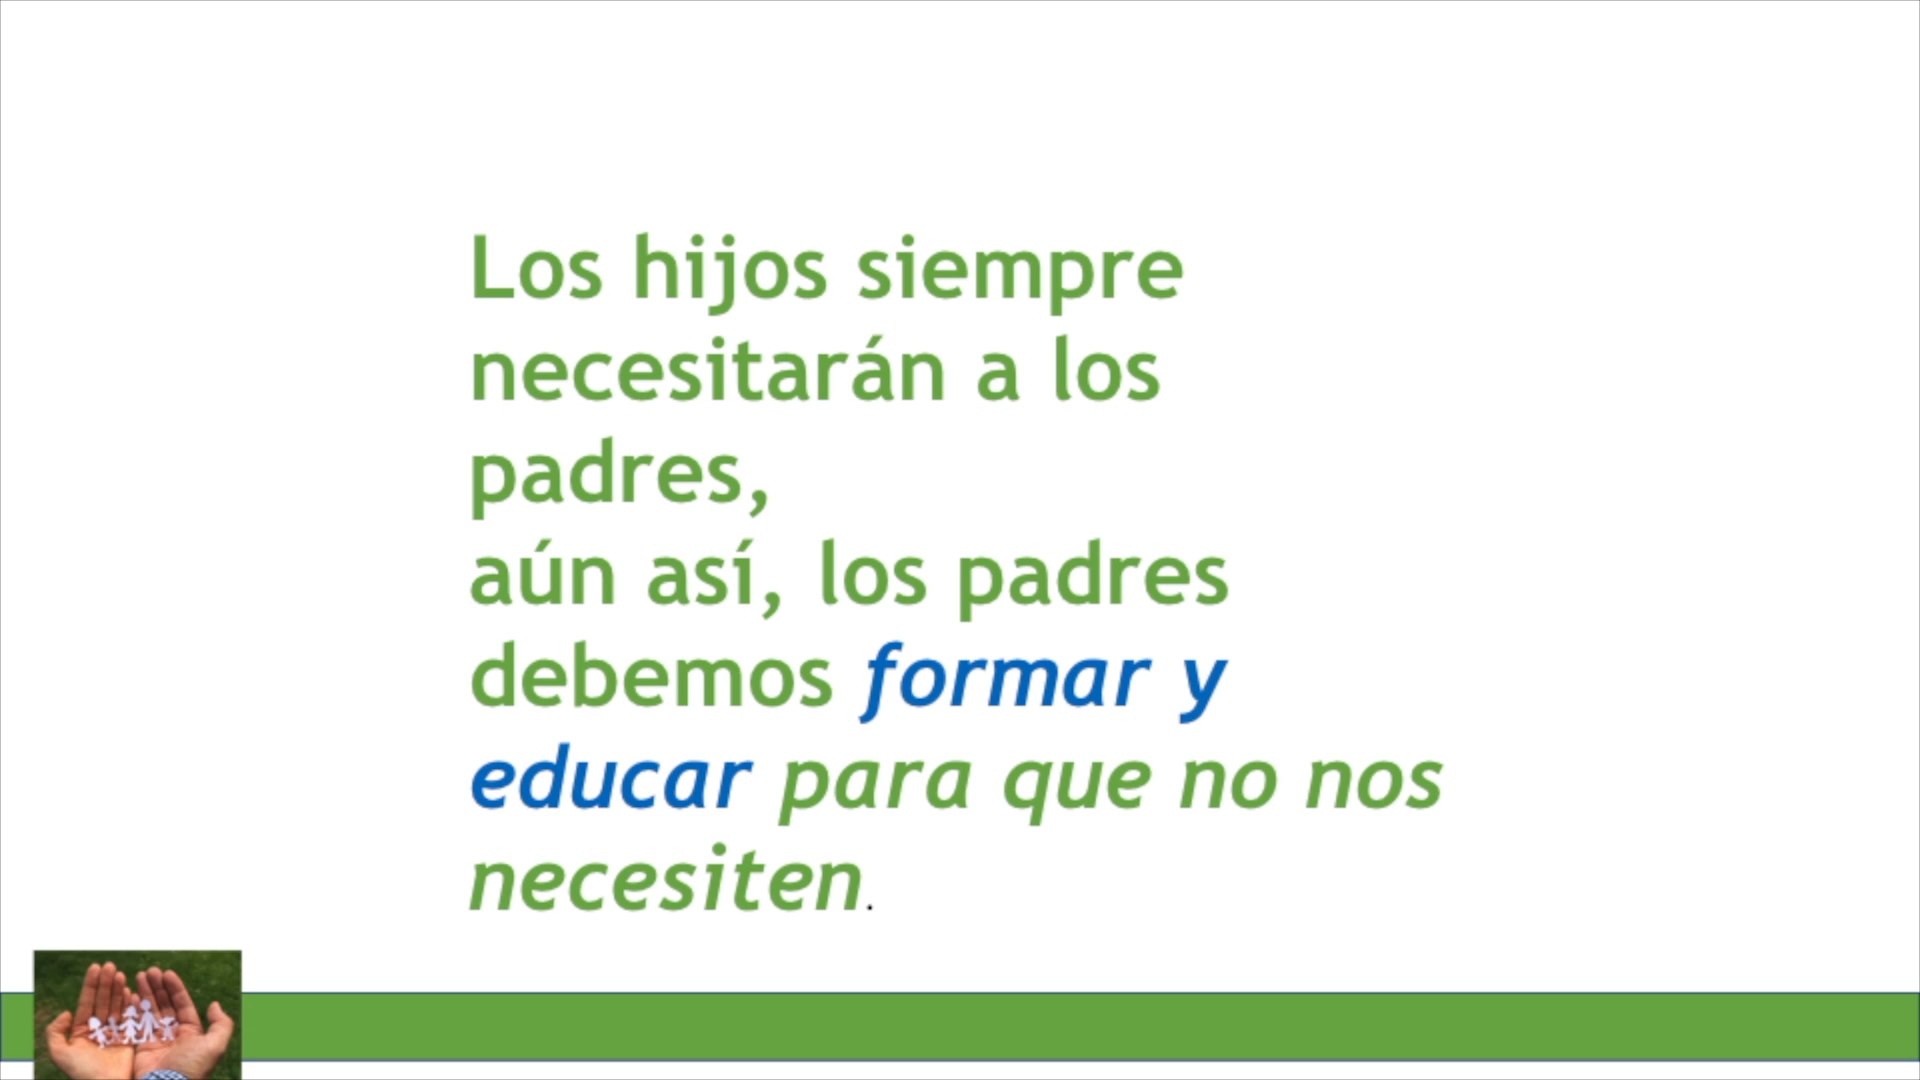 Los hijos siempre
necesitarán a los
padres,
aún así, los padres
debemos formar y
educar para que no nos
necesiten.